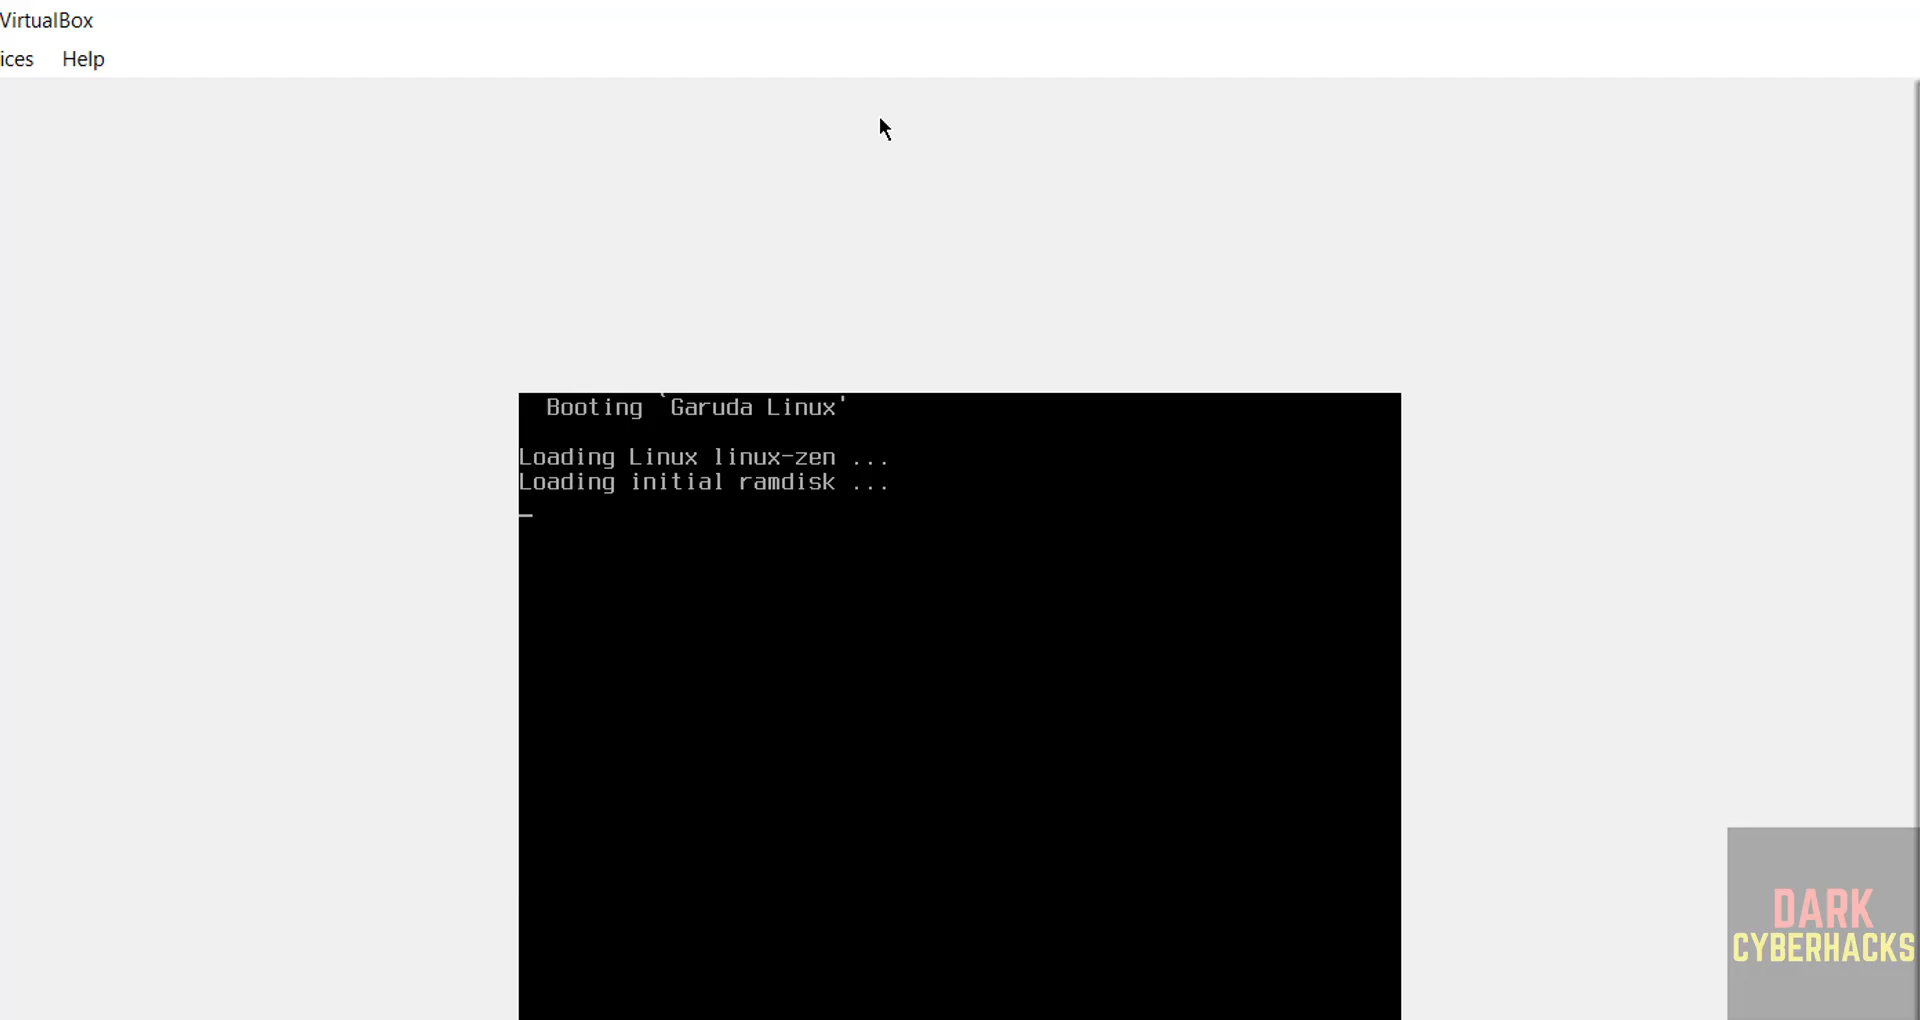 VirtualBox
ices Help
Booting `Garuda Linux'
Loading Linux linux-zen ...
Loading initial ramdisk ...
_
DARK
CYBERHACKS